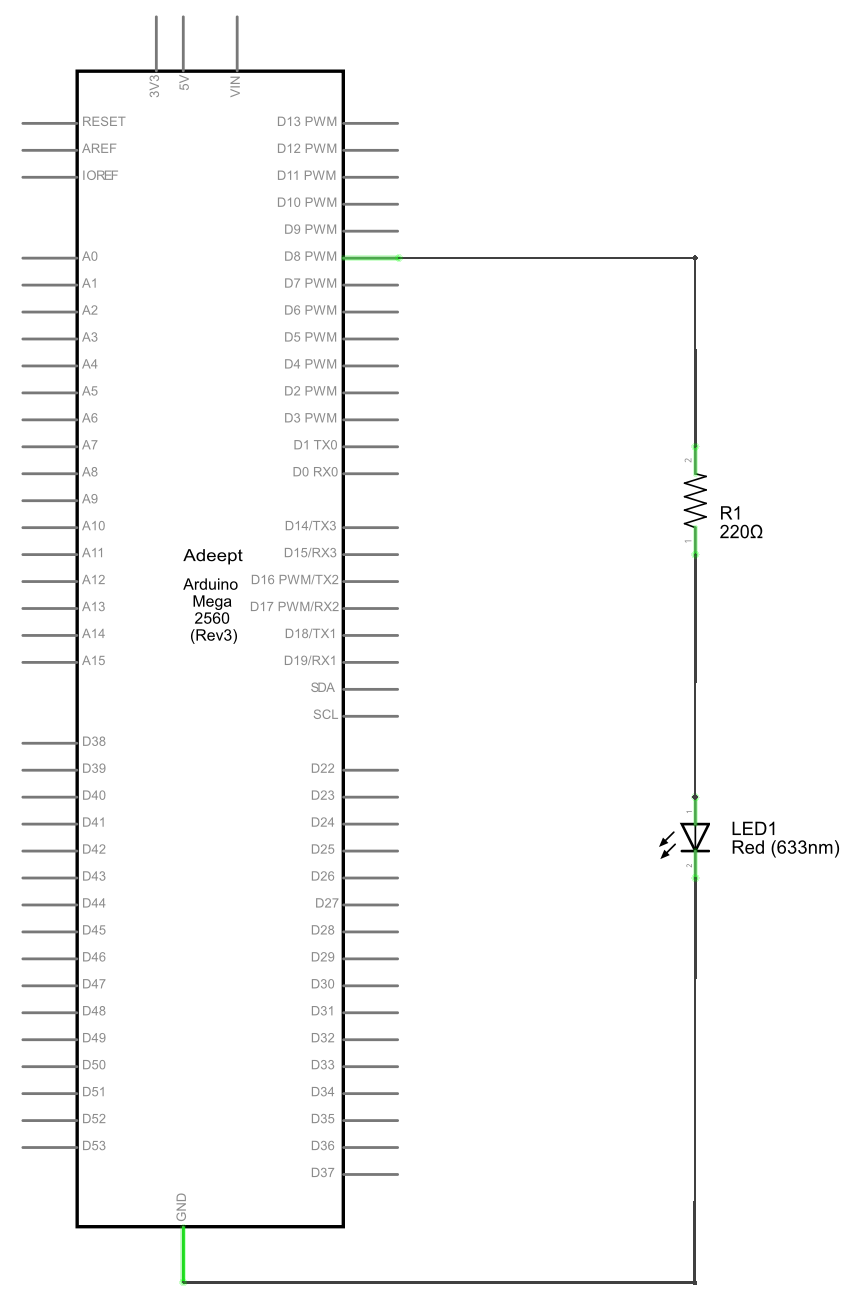 3V3
5V
VIN
RESET
AREF
IOREF
A0
A1
A2
A3
A4
A5
A6
A7
A8
A9
A10
A11
A12
A13
A14
A15
D38
D39
D40
D41
D42
D43
D44
D45
D46
D47
D48
D49
D50
D51
D52
D53
Adeept
Arduino
Mega
2560
(Rev3)
D13 PWM
D12 PWM
D11 PWM
D10 PWM
D9 PWM
D8 PWM
D7 PWM
D6 PWM
D5 PWM
D4 PWM
D2 PWM
D3 PWM
D1 TX0
D0 RX0
D14/TX3
D15/RX3
D16 PWM/TX2
D17 PWM/RX2
D18/TX1
D19/RX1
SDA
SCL
D22
D23
D24
D25
D26
D27
D28
D29
D30
D31
D32
D33
D34
D35
D36
D37
GND
2
R1
220Ω
1
1
LED1
Red (633nm)
2